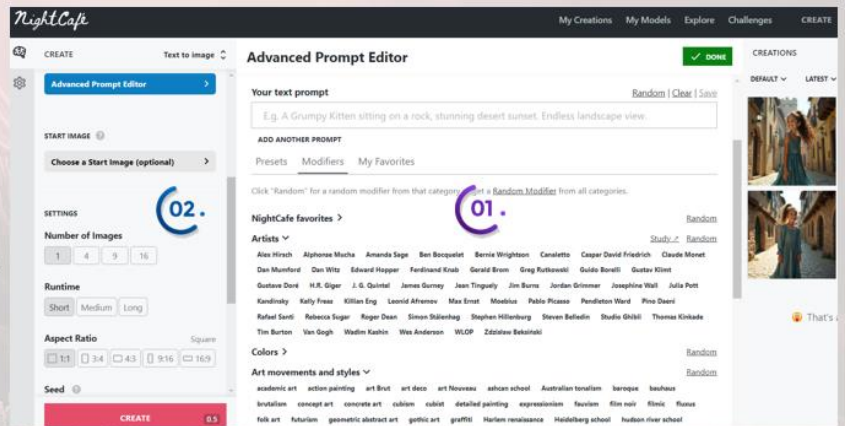 NightCafé
My Creations My Models Explore Challenges CREATE
CREATE Text to image
Advanced Prompt Editor
START IMAGE
Choose a Start Image (optional)
SETTINGS
Number of Images
1 4 9 16
Runtime
Short Medium Long
Aspect Ratio Square
1:1 3:4 4:3 9:16 16:9
Seed
CREATE 0.5
02.
Advanced Prompt Editor
DONE
Your text prompt Random | Clear | Save
E.g. A Grumpy Kitten sitting on a rock, stunning desert sunset. Endless landscape view.
ADD ANOTHER PROMPT
Presets Modifiers My Favorites
Click "Random" for a random modifier from that category get a Random Modifier from all categories.
01.
NightCafe favorites Random
Artists Study Random
Alex Hirsch Alphonse Mucha Amanda Sage Ben Bocquelet Bernie Wrightson Canaletto Caspar David Friedrich Claude Monet
Dan Mumford Dan Witz Edward Hopper Ferdinand Knab Gerald Brom Greg Rutkowski Guido Borelli Gustav Klimt
Gustave Doré H.R. Giger J. G. Quintel James Gurney Jean Tinguely Jim Burns Jordan Grimmer Josephine Wall Julia Pott
Kandinsky Kelly Freas Killian Eng Leonid Afremov Max Ernst Moebius Pablo Picasso Pendleton Ward Pino Daeni
Rafael Santi Rebecca Sugar Roger Dean Simon Stålenhag Stephen Hillenburg Steven Belledin Studio Ghibli Thomas Kinkade
Tim Burton Van Gogh Wadim Kashin Wes Anderson WLOP Zdzislaw Beksiński
Colors Random
Art movements and styles Random
academic art action painting art Brut art deco art Nouveau ashcan school Australian tonalism baroque bauhaus
brutalism concept art concrete art cubism cubist detailed painting expressionism fauvism film noir filmic fluxus
folk art futurism geometric abstract art gothic art graffiti Harlem renaissance Heidelberg school hudson river school
CREATIONS
DEFAULT LATEST
That's